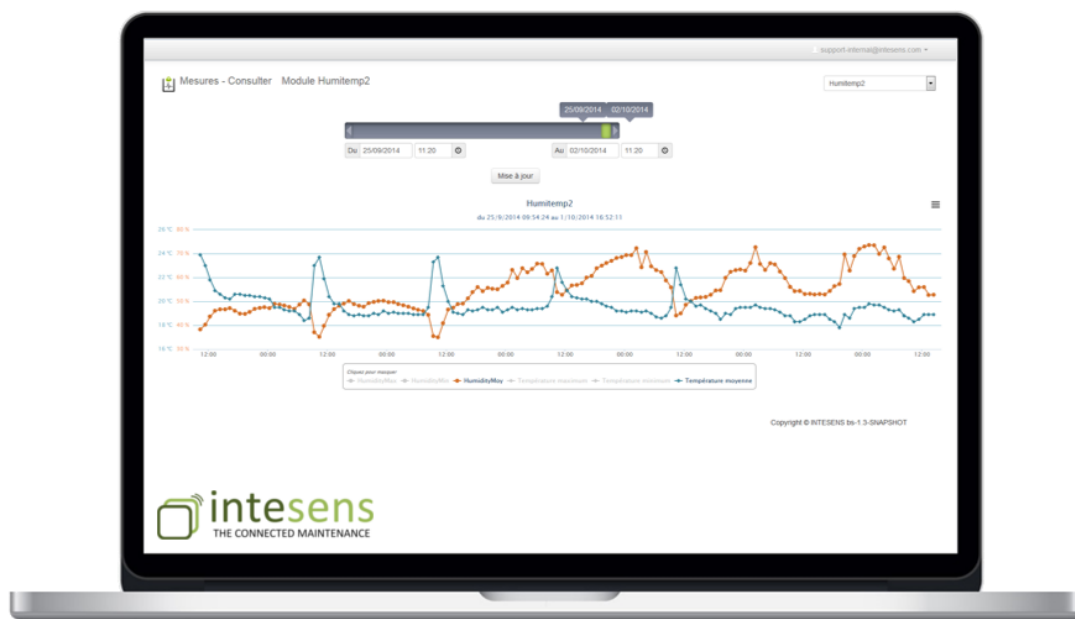 support-internal@intesens.com
Mesures - Consulter Module Humitemp2
Humitemp2
25/09/2014 02/10/2014
Du 25/09/2014 11:20 Au 02/10/2014 11:20
Mise à jour
Humitemp2
du 25/9/2014 09:54:24 au 1/10/2014 16:52:11
26 °C 80 %
24 °C 70 %
22 °C 60 %
20 °C 50 %
18 °C 40 %
16 °C 30 %
12:00 00:00 12:00 00:00 12:00 00:00 12:00 00:00 12:00 00:00 12:00 00:00 12:00
Cliquez pour masquer
HumidityMax HumidityMin HumidityMoy Température maximum Température minimum Température moyenne
Copyright © INTESENS bs-1.3-SNAPSHOT
intesens
THE CONNECTED MAINTENANCE